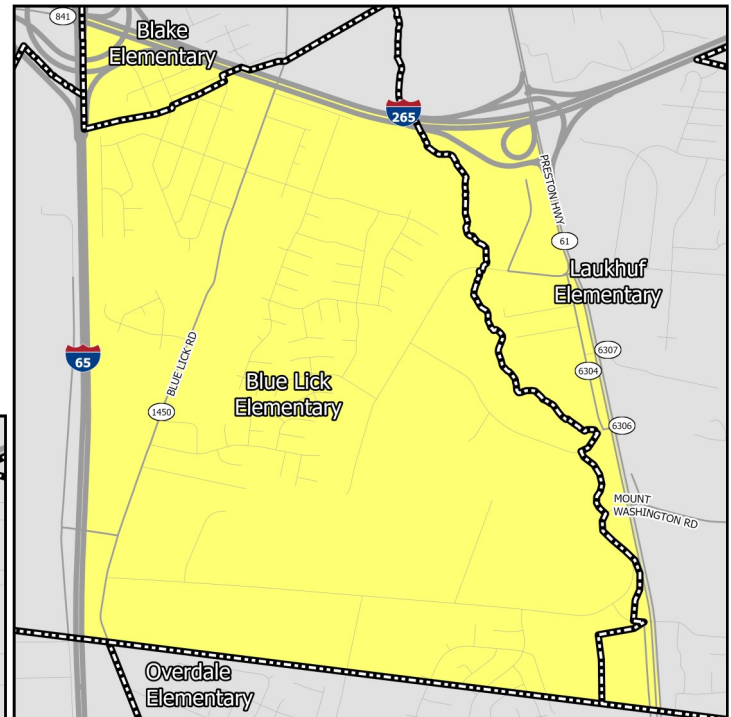 841
Blake
Elementary
265
PRESTON HWY
61
Laukhuf
Elementary
65
BLUE LICK RD
6307
6304
Blue Lick
Elementary
1450
6306
MOUNT
WASHINGTON RD
Overdale
Elementary